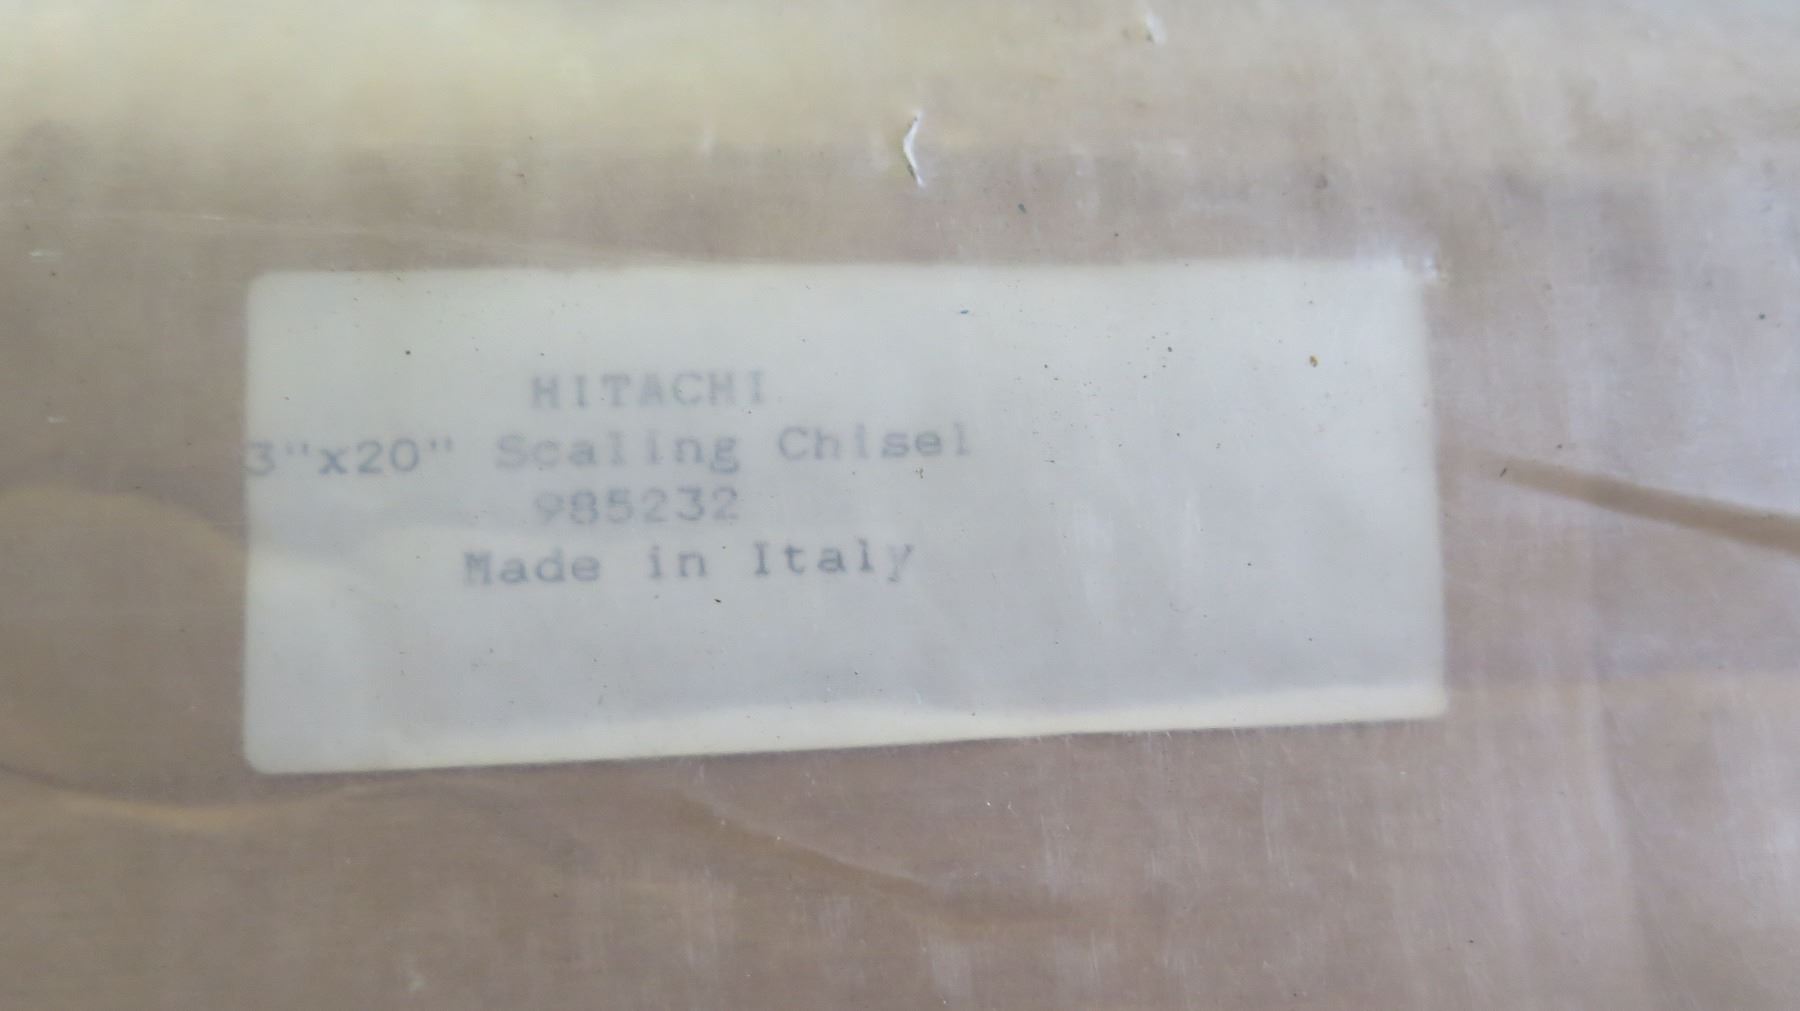 HITACHI
3"x20" Scaling Chisel
985232
Made in Italy